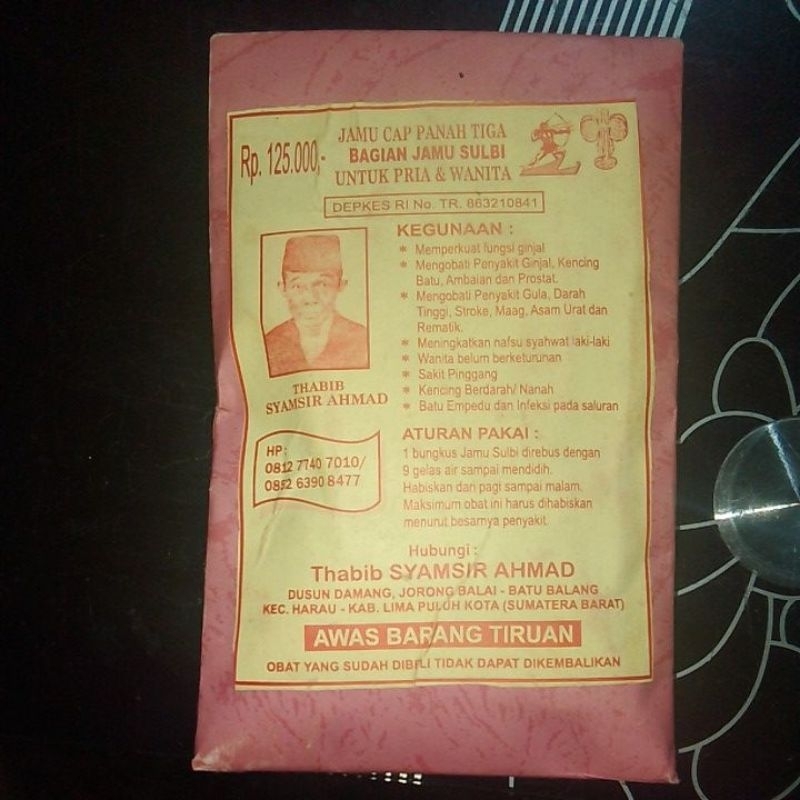 Rp. 125.000,-
JAMU CAP PANAH TIGA
BAGIAN JAMU SULBI
UNTUK PRIA & WANITA
DEPKES RI No. TR. 863210841
THABIB
SYAMSIR AHMAD
HP:
0812 7740 7010/
0852 6390 8477
KEGUNAAN :
* Memperkuat fungsi ginjal
* Mengobati Penyakit Ginjal, Kencing
Batu, Ambaian dan Prostat.
* Mengobati Penyakit Gula, Darah
Tinggi, Stroke, Maag, Asam Urat dan
Rematik.
* Meningkatkan nafsu syahwat laki-laki
* Wanita belum berketurunan
* Sakit Pinggang
* Kencing Berdarah/ Nanah
* Batu Empedu dan Infeksi pada saluran
ATURAN PAKAI :
1 bungkus Jamu Sulbi direbus dengan
9 gelas air sampai mendidih.
Habiskan dari pagi sampai malam.
Maksimum obat ini harus dihabiskan
menurut besarnya penyakit.
Hubungi :
Thabib SYAMSIR AHMAD
DUSUN DAMANG, JORONG BALAI - BATU BALANG
KEC. HARAU - KAB. LIMA PULUH KOTA (SUMATERA BARAT)
AWAS BARANG TIRUAN
OBAT YANG SUDAH DIBILI TIDAK DAPAT DIKEMBALIKAN